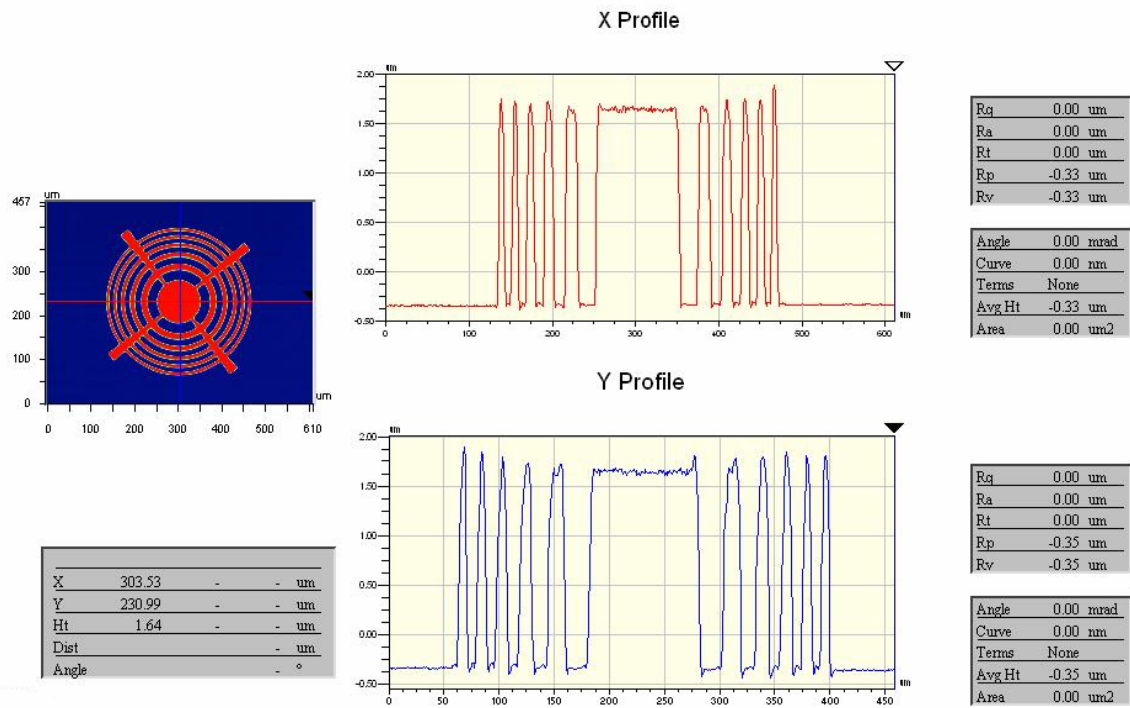 X Profile
um
2.00
1.50
1.00
0.50
0.00
-0.50
0 100 200 300 400 500 600
um
Rq 0.00 um
Ra 0.00 um
Rt 0.00 um
Rp -0.33 um
Rv -0.33 um
Angle 0.00 mrad
Curve 0.00 nm
Terms None
Avg Ht -0.33 um
Area 0.00 um2
um
467
300
200
100
0
um
0 100 200 300 400 500 610
Y Profile
um
2.00
1.50
1.00
0.50
0.00
-0.50
0 50 100 150 200 250 300 350 400 450
um
Rq 0.00 um
Ra 0.00 um
Rt 0.00 um
Rp -0.35 um
Rv -0.35 um
Angle 0.00 mrad
Curve 0.00 nm
Terms None
Avg Ht -0.35 um
Area 0.00 um2
X 303.53 - - um
Y 230.99 - - um
Ht 1.64 - - um
Dist - um
Angle - °